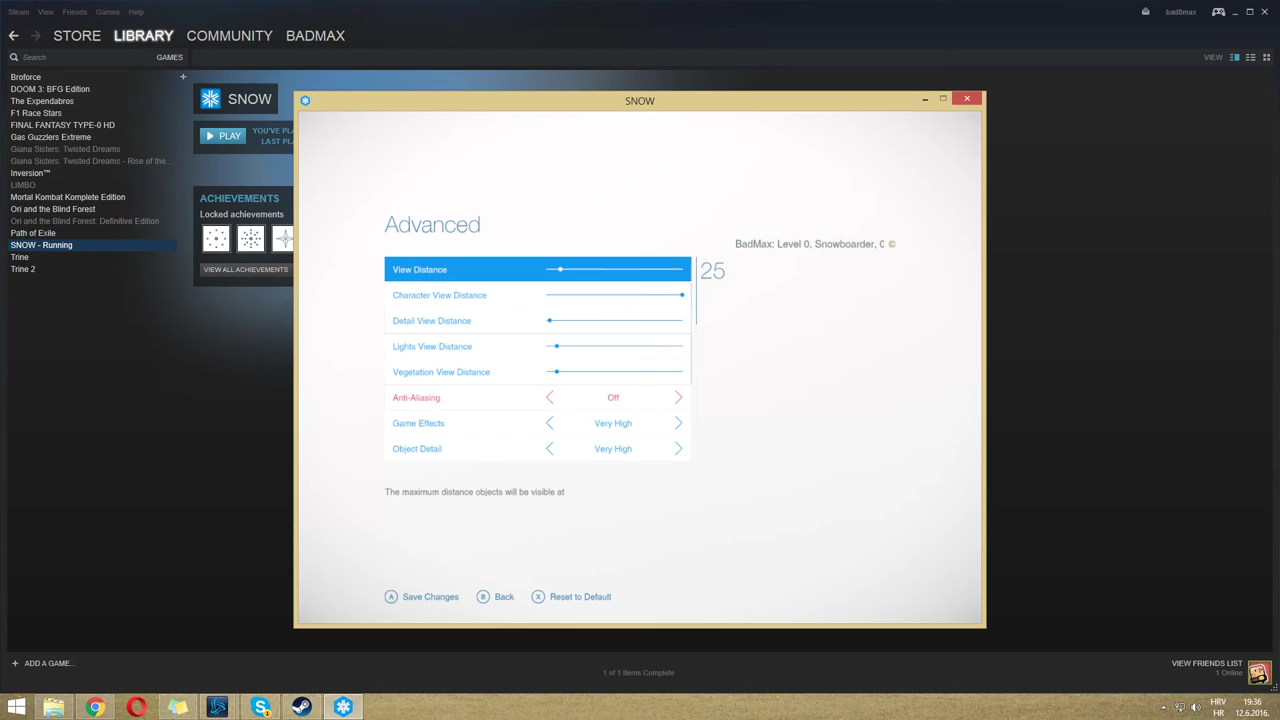 Steam View Friends Games Help
bad8max
STORE LIBRARY COMMUNITY BADMAX
Search GAMES
VIEW
Broforce
DOOM 3: BFG Edition
The Expendabros
F1 Race Stars
FINAL FANTASY TYPE-0 HD
Gas Guzzlers Extreme
Giana Sisters: Twisted Dreams
Giana Sisters: Twisted Dreams - Rise of the...
Inversion™
LIMBO
Mortal Kombat Komplete Edition
Ori and the Blind Forest
Ori and the Blind Forest: Definitive Edition
Path of Exile
SNOW - Running
Trine
Trine 2
SNOW
PLAY
YOU'VE PLA
LAST PL
ACHIEVEMENTS
Locked achievements
VIEW ALL ACHIEVEMENTS
SNOW
Advanced
BadMax: Level 0, Snowboarder, 0 ©
View Distance 25
Character View Distance
Detail View Distance
Lights View Distance
Vegetation View Distance
Anti-Aliasing Off
Game Effects Very High
Object Detail Very High
The maximum distance objects will be visible at
A Save Changes B Back X Reset to Default
+ ADD A GAME...
1 of 1 Items Complete
VIEW FRIENDS LIST
1 Online
HRV 19:36
HR 12.6.2016.